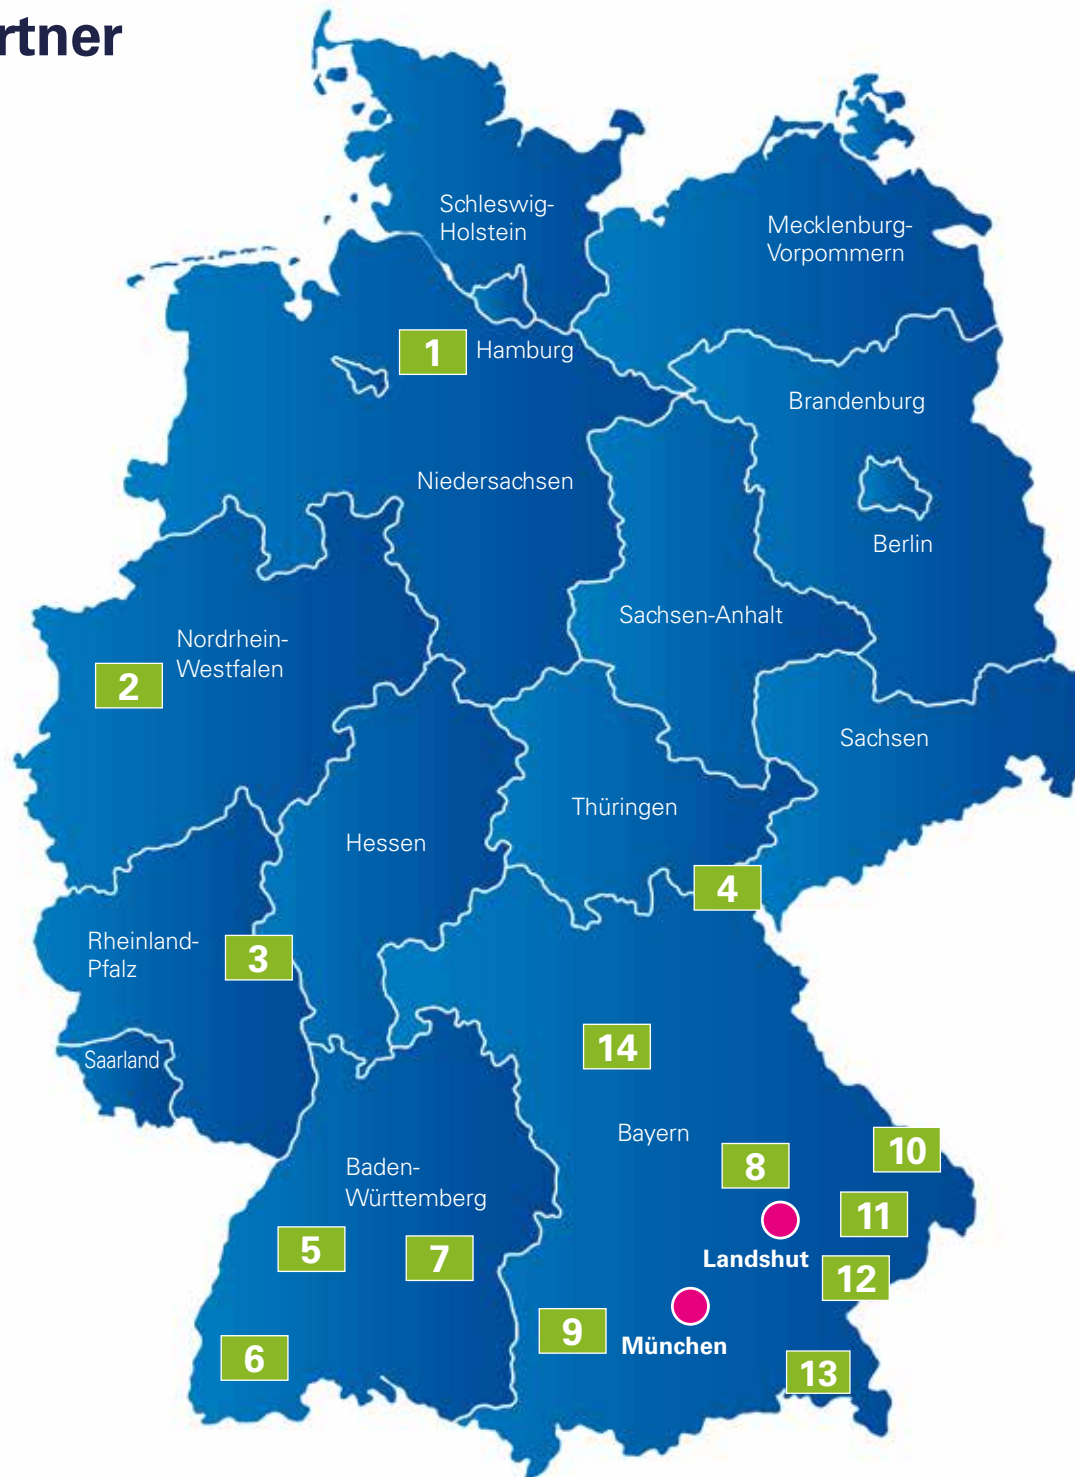 rtner
Schleswig-
Holstein
Mecklenburg-
Vorpommern
1
Hamburg
Brandenburg
Niedersachsen
Berlin
Sachsen-Anhalt
Nordrhein-
Westfalen
2
Sachsen
Thüringen
Hessen
4
Rheinland-
Pfalz
3
14
Saarland
Bayern
10
8
Baden-
Württemberg
11
5
7
Landshut
12
9
München
6
13